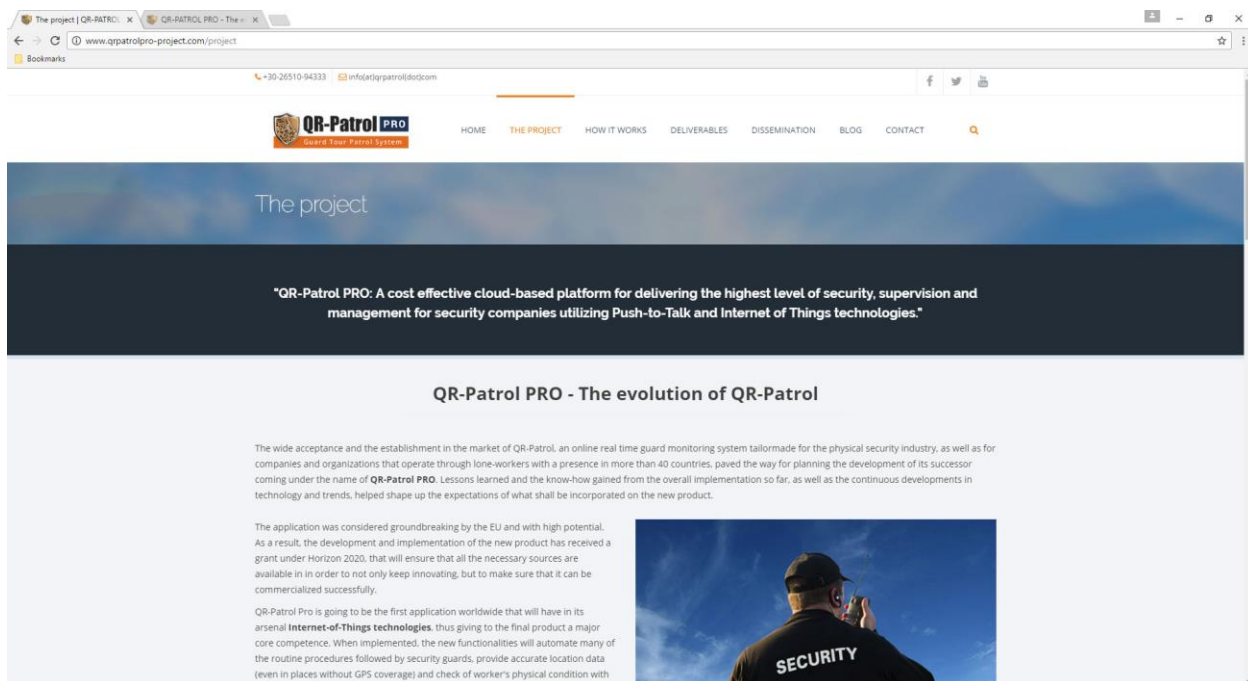 The project | QR-PATROL
QR-PATROL PRO - The e
www.qrpatrolpro-project.com/project
Bookmarks
+30-26510-94333 info(at)qrpatrol(dot)com
QR-Patrol PRO
Guard Tour Patrol System
HOME THE PROJECT HOW IT WORKS DELIVERABLES DISSEMINATION BLOG CONTACT
The project
"QR-Patrol PRO: A cost effective cloud-based platform for delivering the highest level of security, supervision and
management for security companies utilizing Push-to-Talk and Internet of Things technologies."
QR-Patrol PRO - The evolution of QR-Patrol
The wide acceptance and the establishment in the market of QR-Patrol, an online real time guard monitoring system tailormade for the physical security industry, as well as for
companies and organizations that operate through lone-workers with a presence in more than 40 countries, paved the way for planning the development of its successor
coming under the name of QR-Patrol PRO. Lessons learned and the know-how gained from the overall implementation so far, as well as the continuous developments in
technology and trends, helped shape up the expectations of what shall be incorporated on the new product.
The application was considered groundbreaking by the EU and with high potential.
As a result, the development and implementation of the new product has received a
grant under Horizon 2020, that will ensure that all the necessary sources are
available in in order to not only keep innovating, but to make sure that it can be
commercialized successfully.
QR-Patrol Pro is going to be the first application worldwide that will have in its
arsenal Internet-of-Things technologies, thus giving to the final product a major
core competence. When implemented, the new functionalities will automate many of
the routine procedures followed by security guards, provide accurate location data
(even in places without GPS coverage) and check of worker's physical condition with
SECURITY